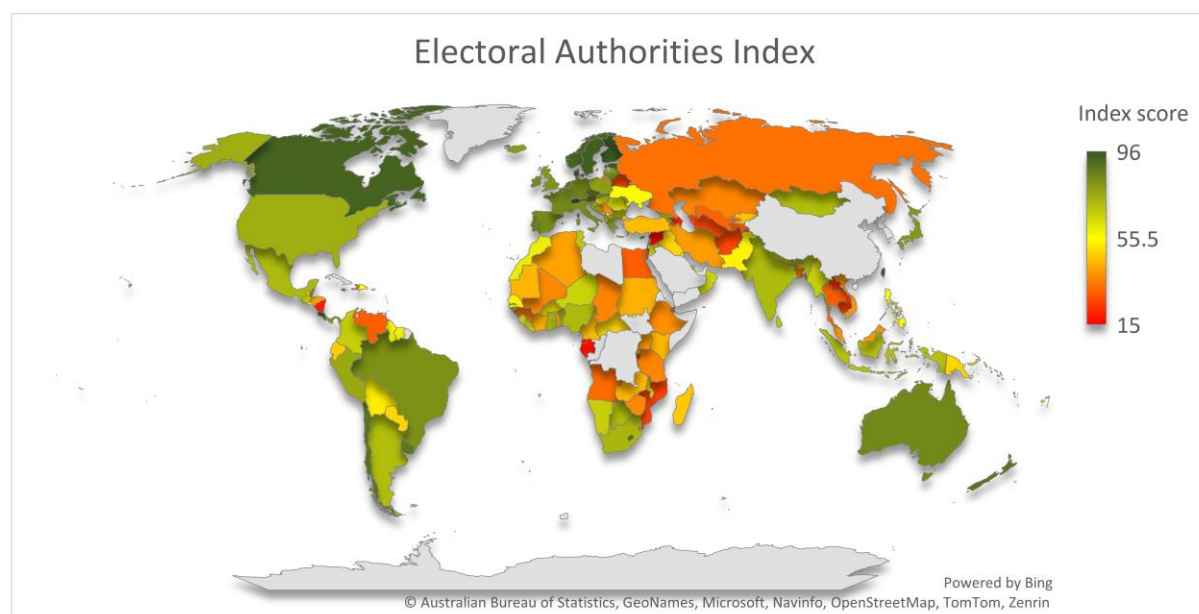 Electoral Authorities Index
Index score
96
55.5
15
Powered by Bing
© Australian Bureau of Statistics, GeoNames, Microsoft, Navinfo, OpenStreetMap, TomTom, Zenrin